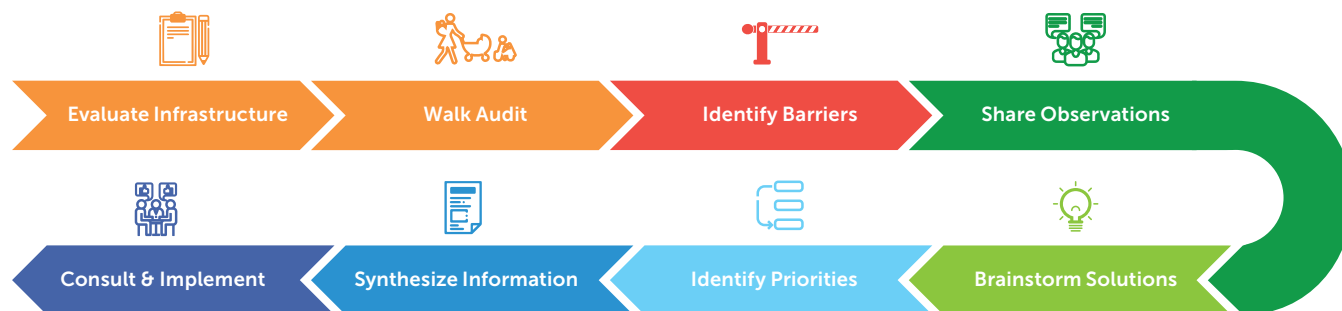 Evaluate Infrastructure
Walk Audit
Identify Barriers
Share Observations
Brainstorm Solutions
Identify Priorities
Synthesize Information
Consult & Implement